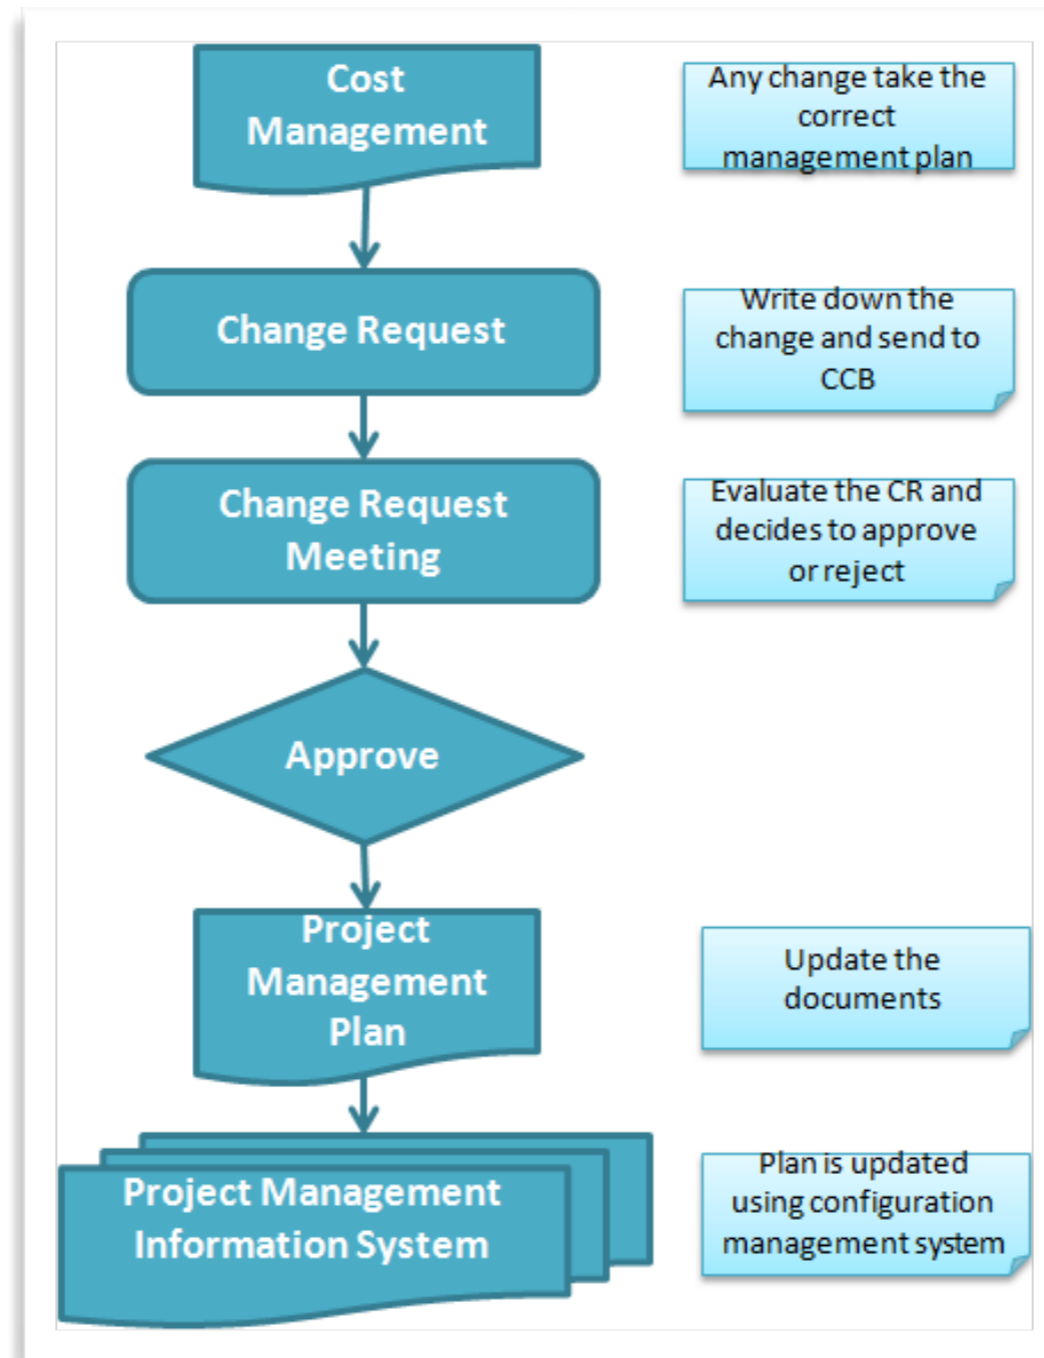 Cost
Management
Any change take the
correct
management plan
Change Request
Write down the
change and send to
CCB
Change Request
Meeting
Evaluate the CR and
decides to approve
or reject
Approve
Project
Management
Plan
Update the
documents
Project Management
Information System
Plan is updated
using configuration
management system